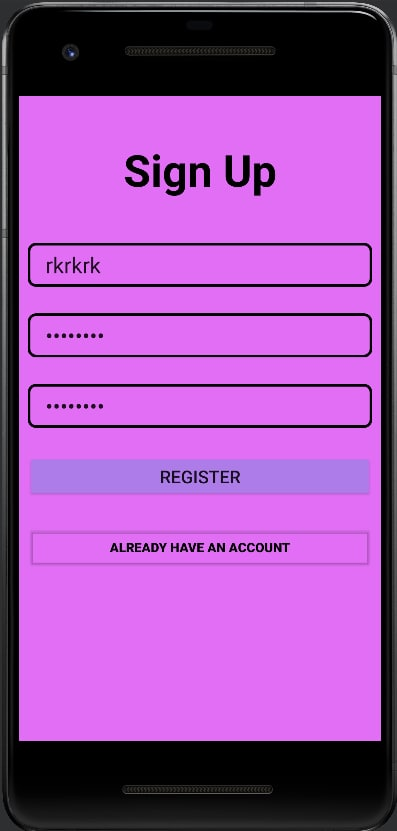 Sign Up
rkrkrk
••••••••
••••••••
REGISTER
ALREADY HAVE AN ACCOUNT